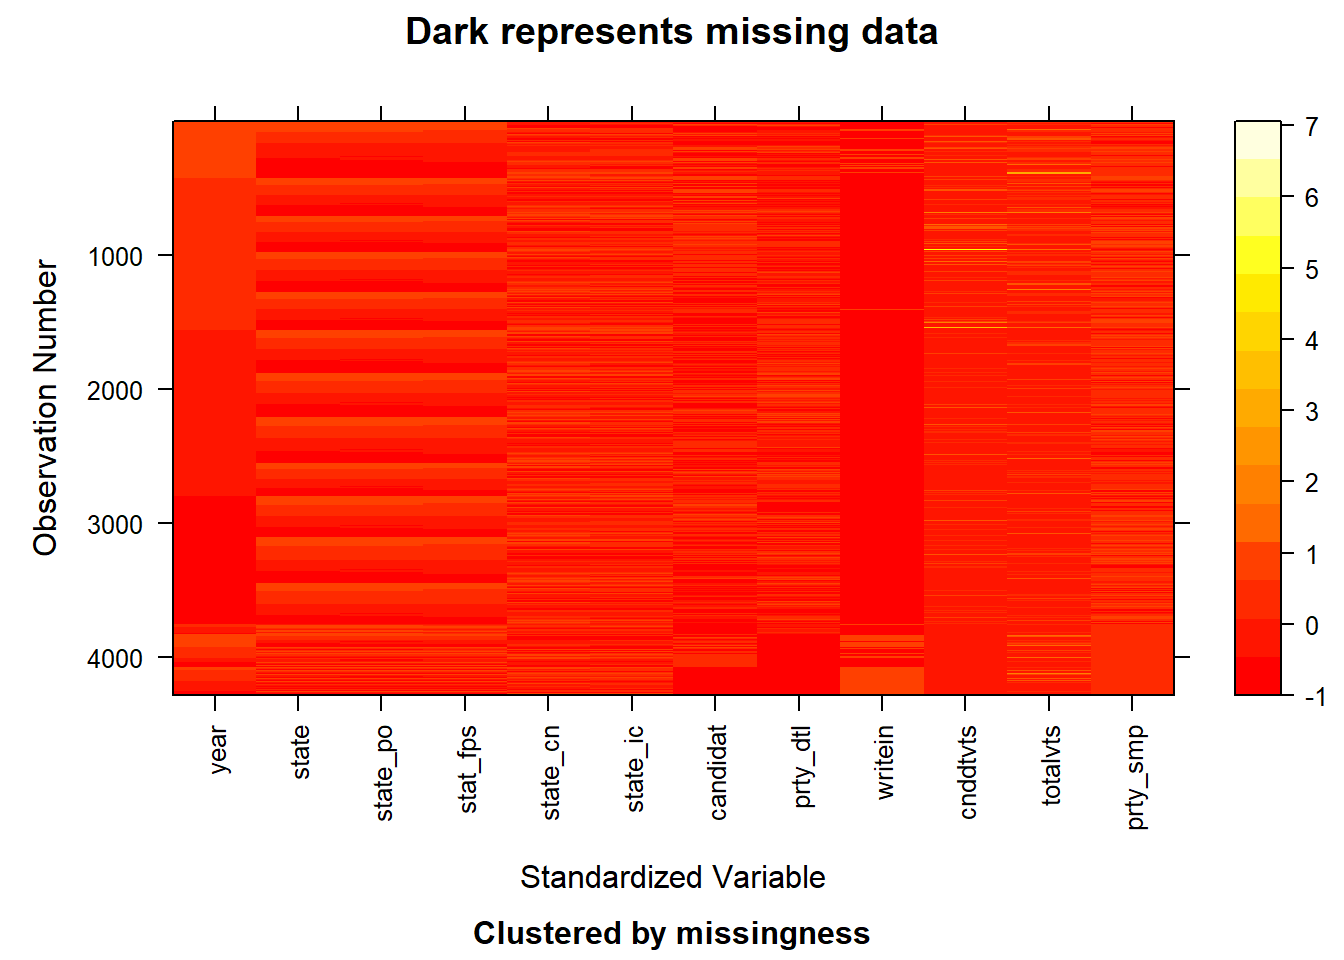 Dark represents missing data
Observation Number
1000
2000
3000
4000
year
state
state_po
stat_fps
state_cn
state_ic
candidat
prty_dtl
writein
cnddtvts
totalvts
prty_smp
7
6
5
4
3
2
1
0
-1
Standardized Variable
Clustered by missingness